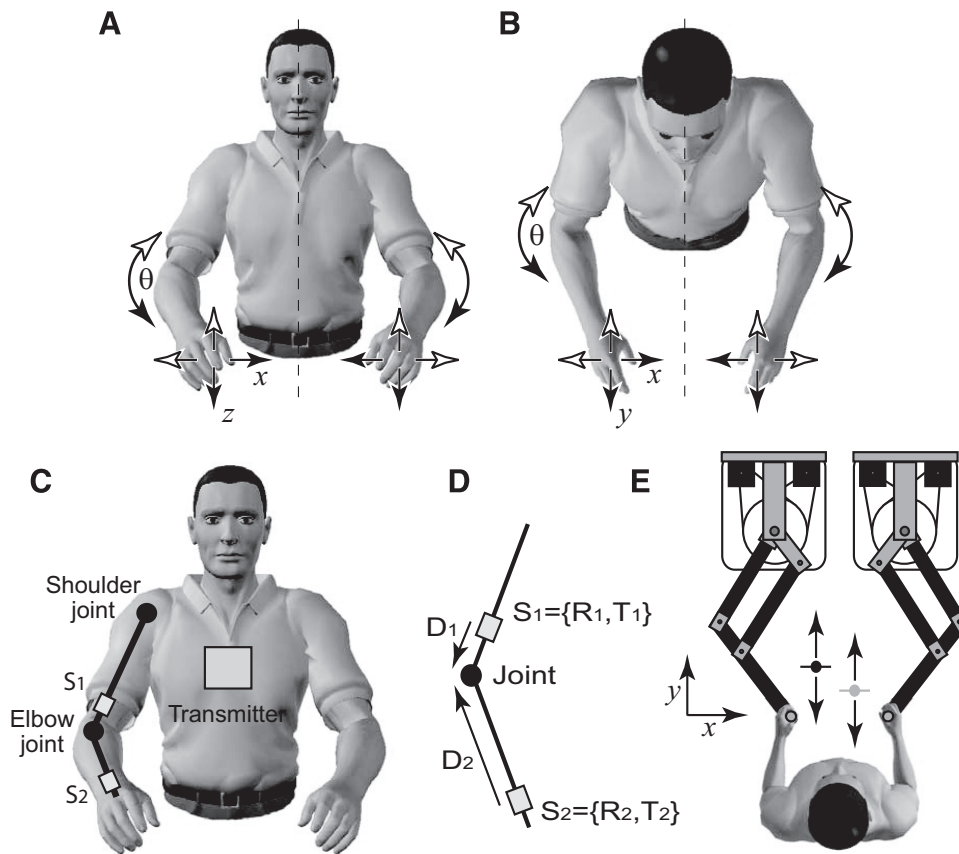 A
B
θ
x
z
θ
x
y
C
D
E
Shoulder
joint
S1
Elbow
joint
Transmitter
S2
D1
S1={R1,T1}
Joint
D2
S2={R2,T2}
y
x